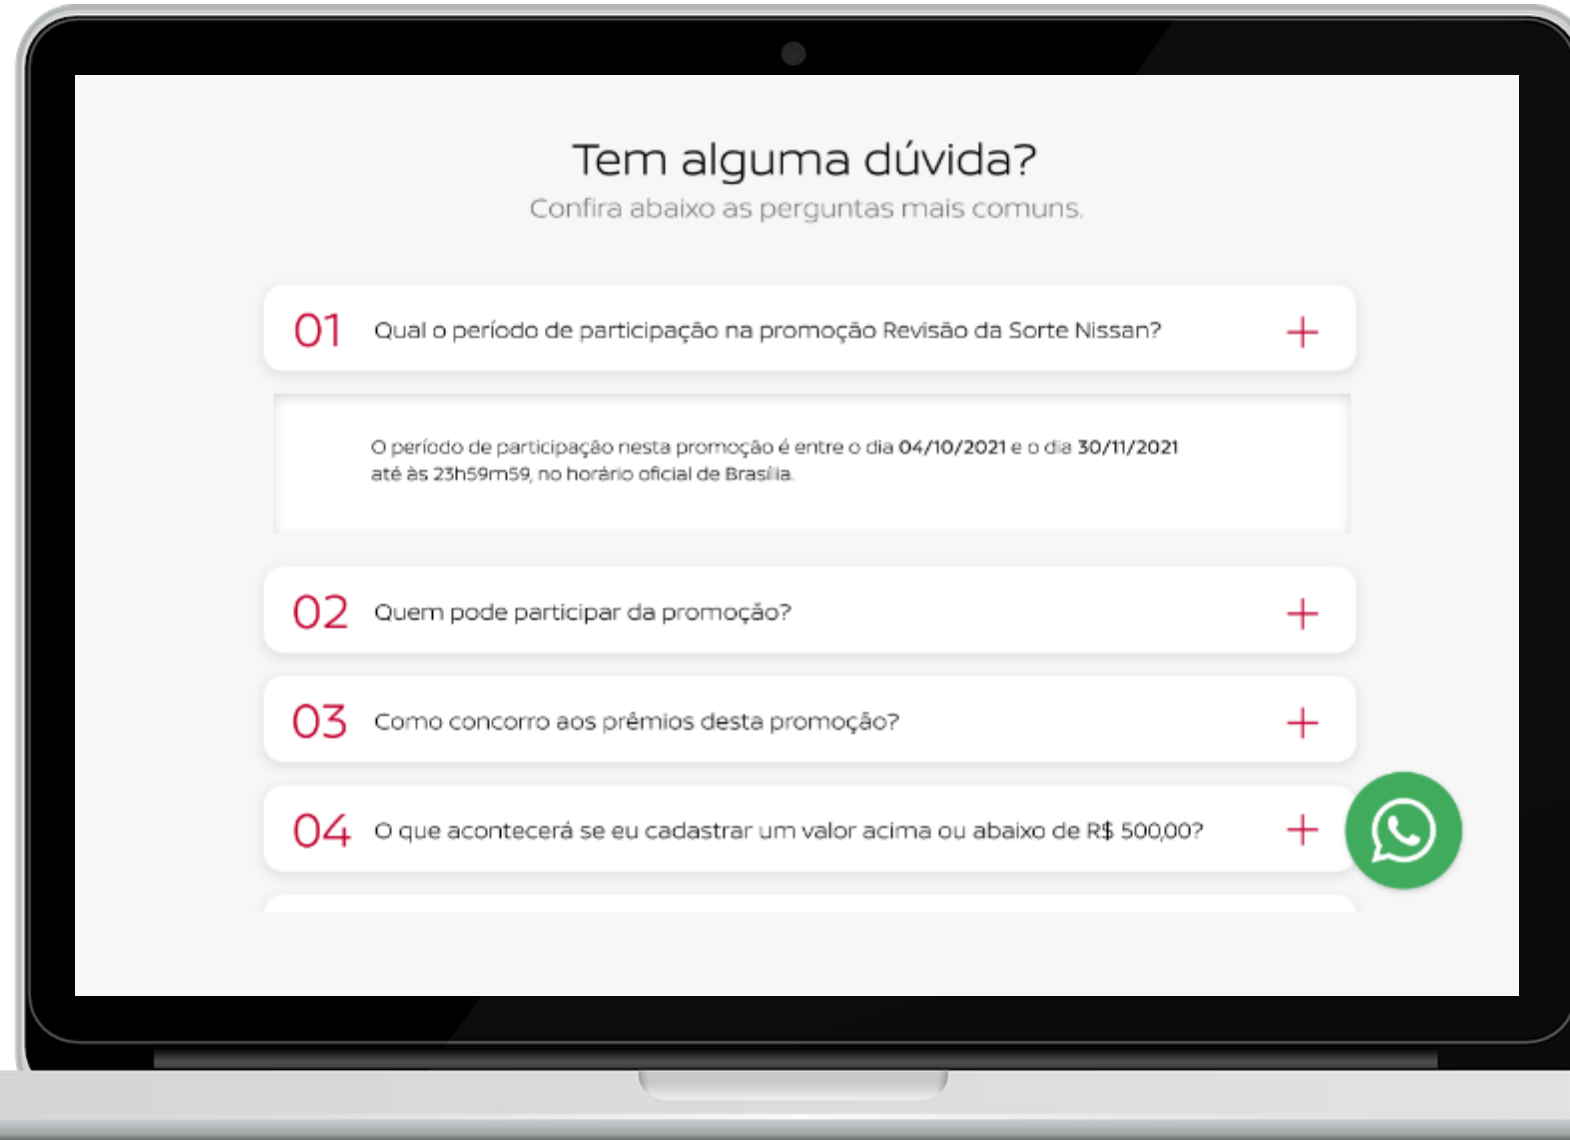 Tem alguma dúvida?
Confira abaixo as perguntas mais comuns.
01 Qual o período de participação na promoção Revisão da Sorte Nissan? +
O período de participação nesta promoção é entre o dia 04/10/2021 e o dia 30/11/2021
até às 23h59m59, no horário oficial de Brasília.
02 Quem pode participar da promoção? +
03 Como concorro aos prêmios desta promoção? +
04 O que acontecerá se eu cadastrar um valor acima ou abaixo de R$ 500,00? +